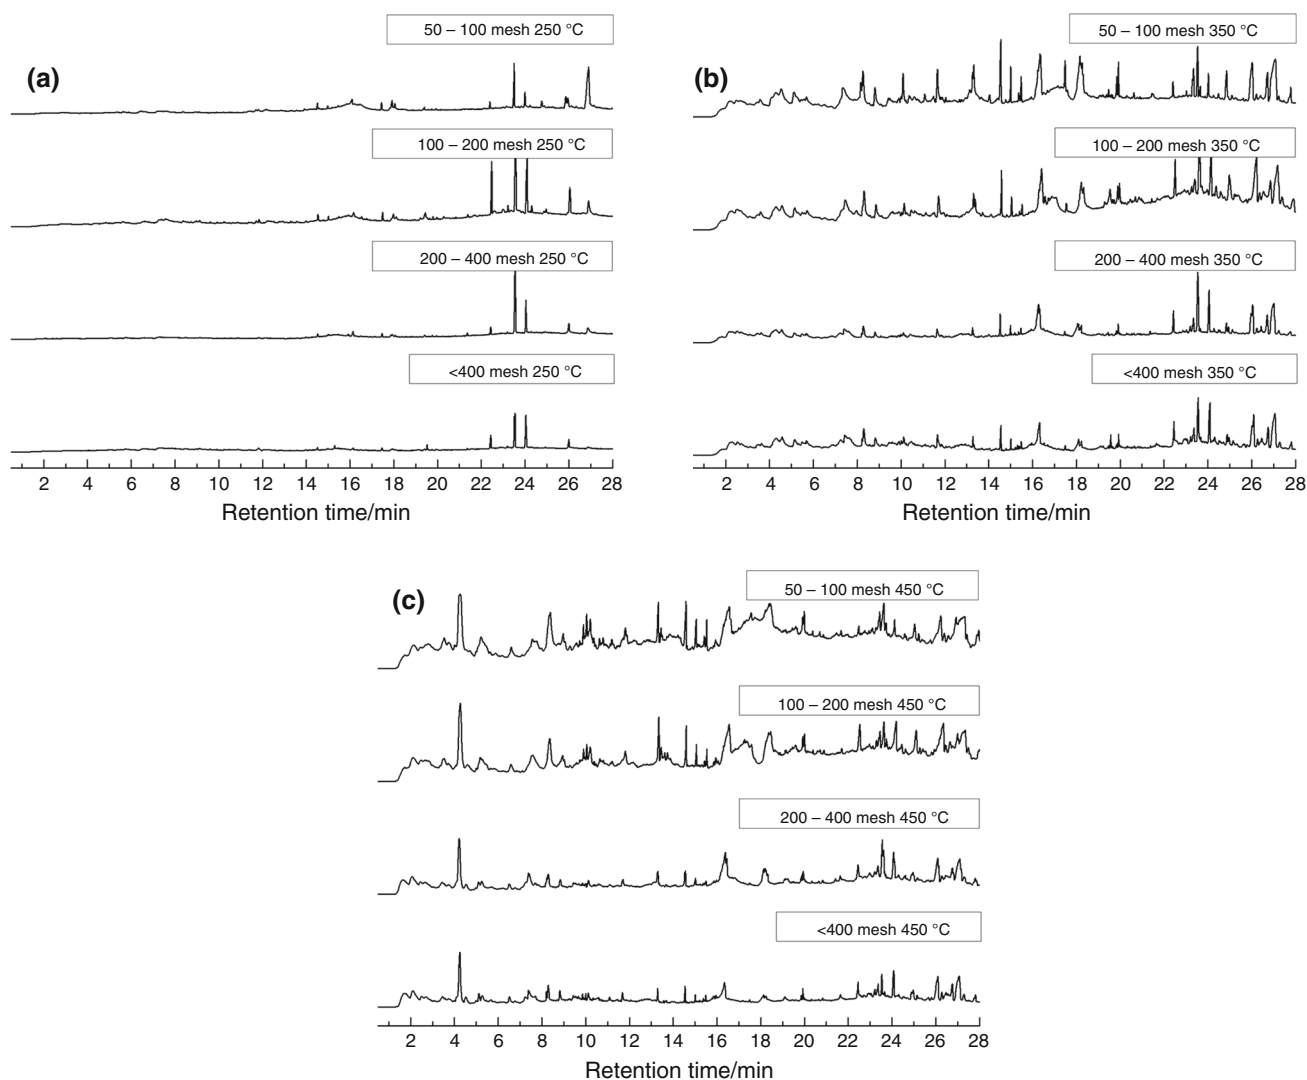 (a)
50 – 100 mesh 250 °C
100 – 200 mesh 250 °C
200 – 400 mesh 250 °C
<400 mesh 250 °C
2 4 6 8 10 12 14 16 18 20 22 24 26 28
Retention time/min
(b)
50 – 100 mesh 350 °C
100 – 200 mesh 350 °C
200 – 400 mesh 350 °C
<400 mesh 350 °C
2 4 6 8 10 12 14 16 18 20 22 24 26 28
Retention time/min
(c)
50 – 100 mesh 450 °C
100 – 200 mesh 450 °C
200 – 400 mesh 450 °C
<400 mesh 450 °C
2 4 6 8 10 12 14 16 18 20 22 24 26 28
Retention time/min